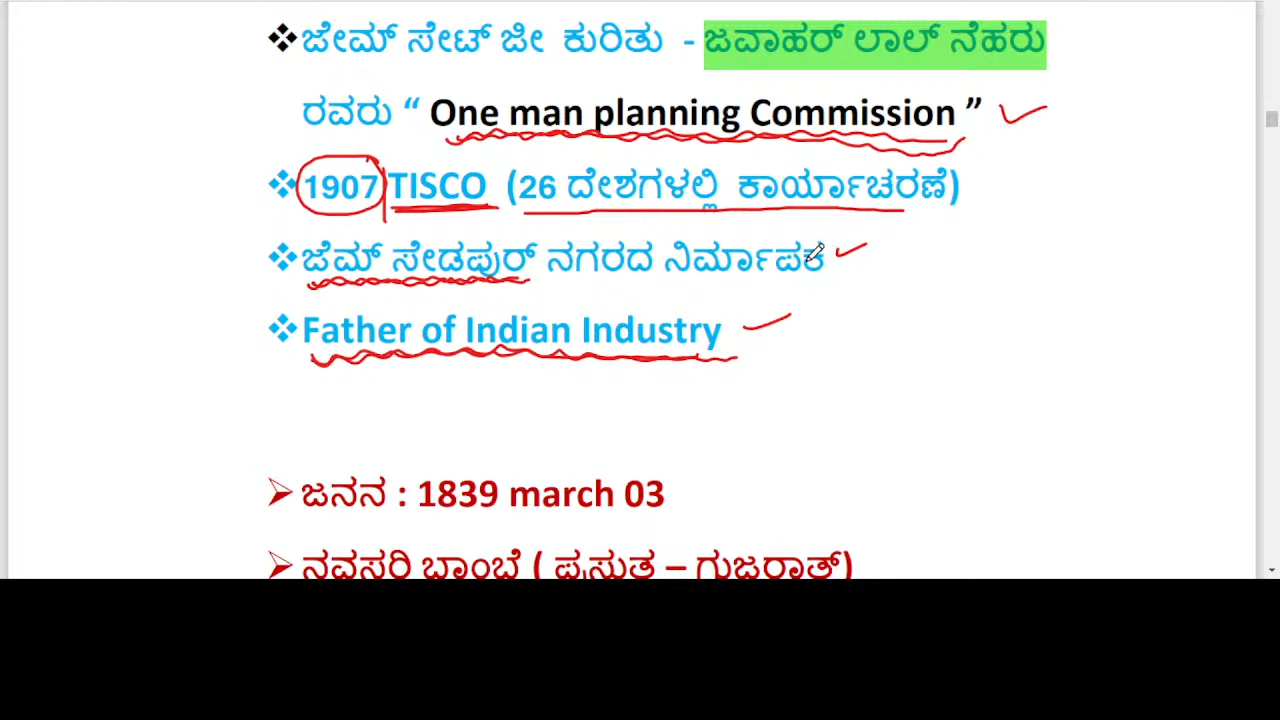 ❖ ಜೇಮ್ ಸೇಟ್ ಜೀ ಕುರಿತು - ಜವಾಹರ್ ಲಾಲ್ ನೆಹರು
ರವರು “ One man planning Commission ”
❖ 1907 TISCO (26 ದೇಶಗಳಲ್ಲಿ ಕಾರ್ಯಾಚರಣೆ)
❖ ಜೆಮ್ ಸೇಡಪುರ್ ನಗರದ ನಿರ್ಮಾಪಕ
❖ Father of Indian Industry
➢ ಜನನ : 1839 march 03
➢ ನವಸರಿ ಬಾಂಬೆ ( ಪ್ರಸುತ – ಗುಜರಾತ್)